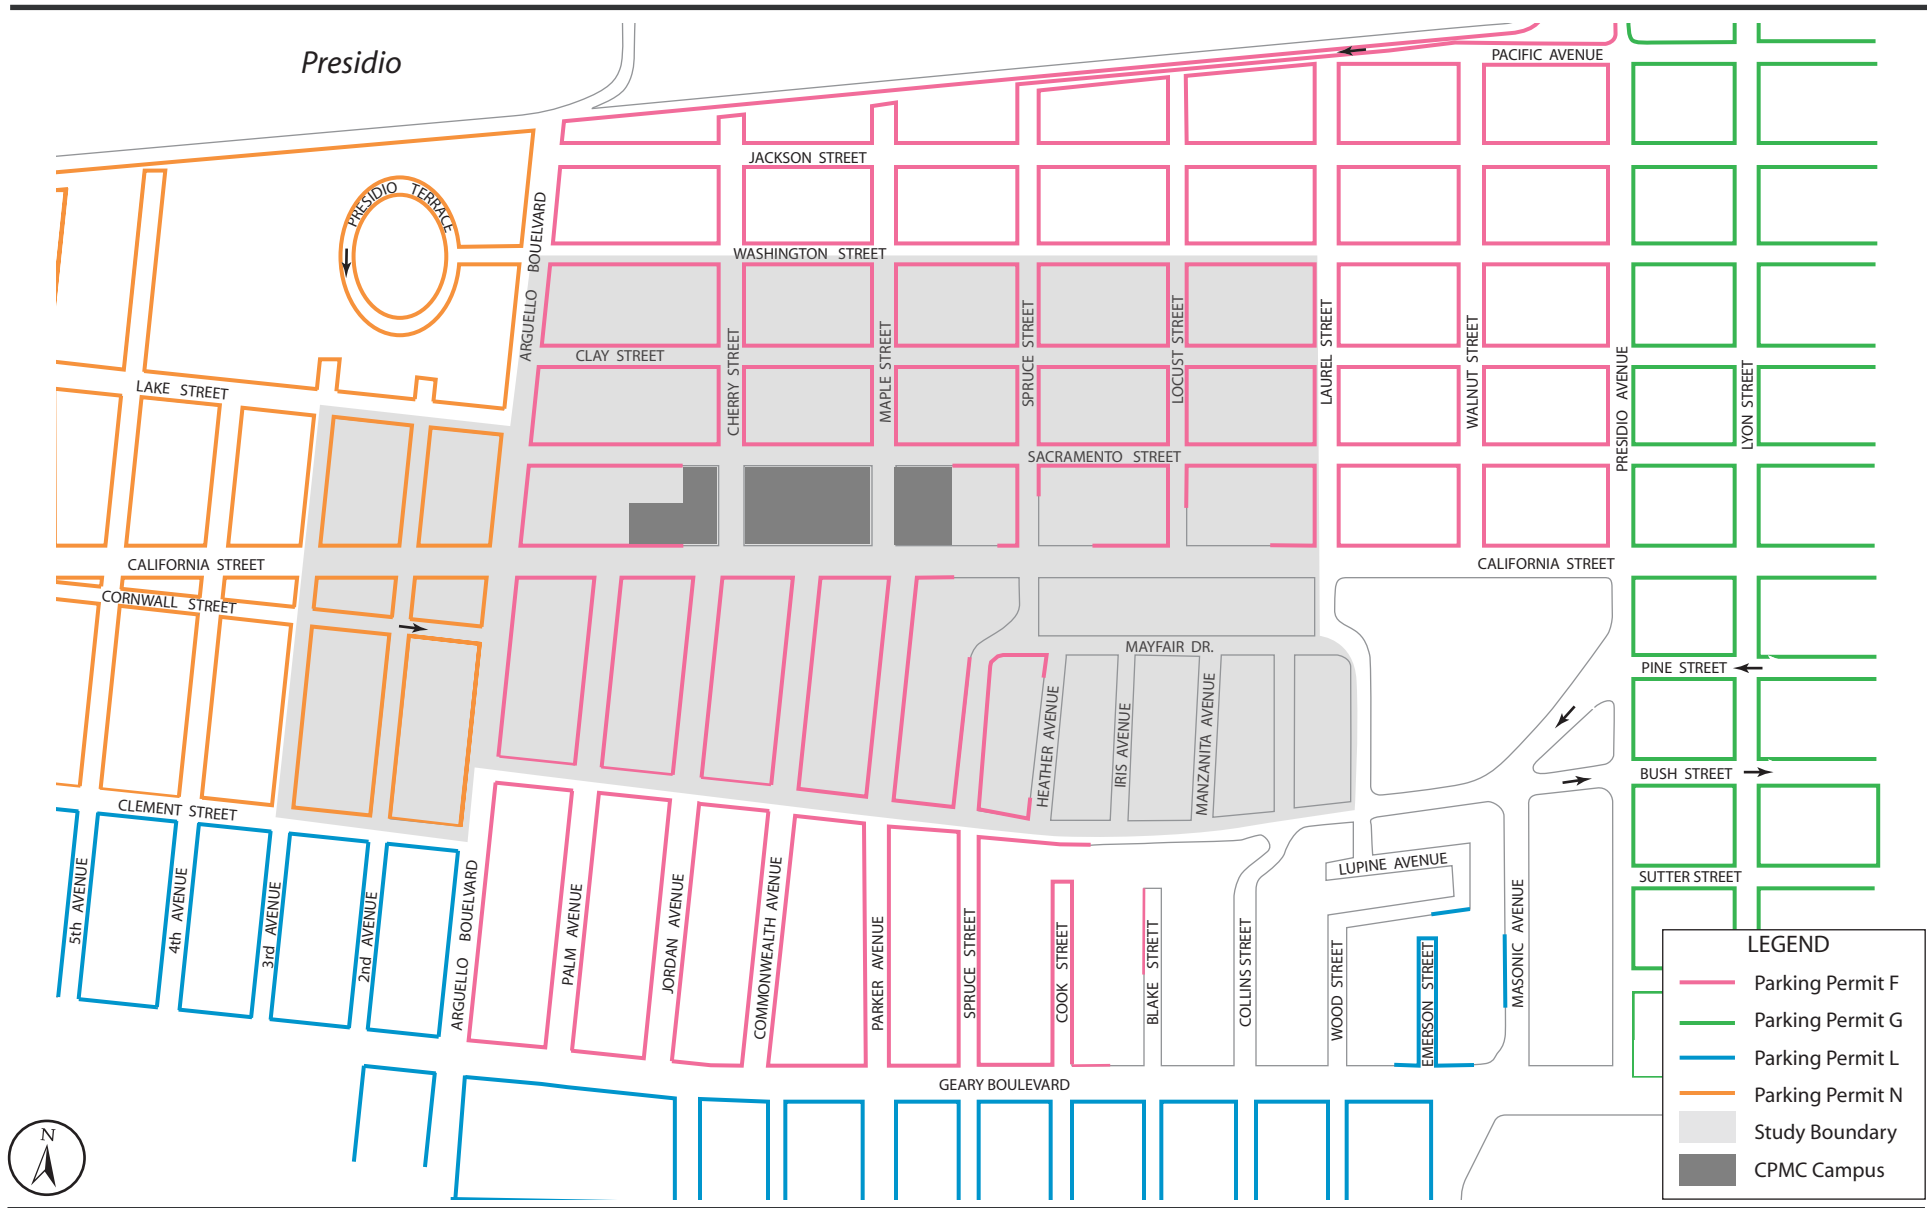 Presidio
PACIFIC AVENUE
JACKSON STREET
PRESIDIO TERRACE
ARGUELLO BOUELVARD
WASHINGTON STREET
CLAY STREET
CHERRY STREET
MAPLE STREET
SPRUCE STREET
LOCUST STREET
LAUREL STREET
WALNUT STREET
PRESIDIO AVENUE
LYON STREET
LAKE STREET
SACRAMENTO STREET
CALIFORNIA STREET
CALIFORNIA STREET
CORNWALL STREET
MAYFAIR DR.
PINE STREET
HEATHER AVENUE
IRIS AVENUE
MANZANITA AVENUE
BUSH STREET
CLEMENT STREET
LUPINE AVENUE
SUTTER STREET
5th AVENUE
4th AVENUE
3rd AVENUE
2nd AVENUE
ARGUELLO BOUELVARD
PALM AVENUE
JORDAN AVENUE
COMMONWEALTH AVENUE
PARKER AVENUE
SPRUCE STREET
COOK STREET
BLAKE STRETT
COLLINS STREET
WOOD STREET
EMERSON STREET
MASONIC AVENUE
GEARY BOULEVARD
LEGEND
Parking Permit F
Parking Permit G
Parking Permit L
Parking Permit N
Study Boundary
CPMC Campus
N